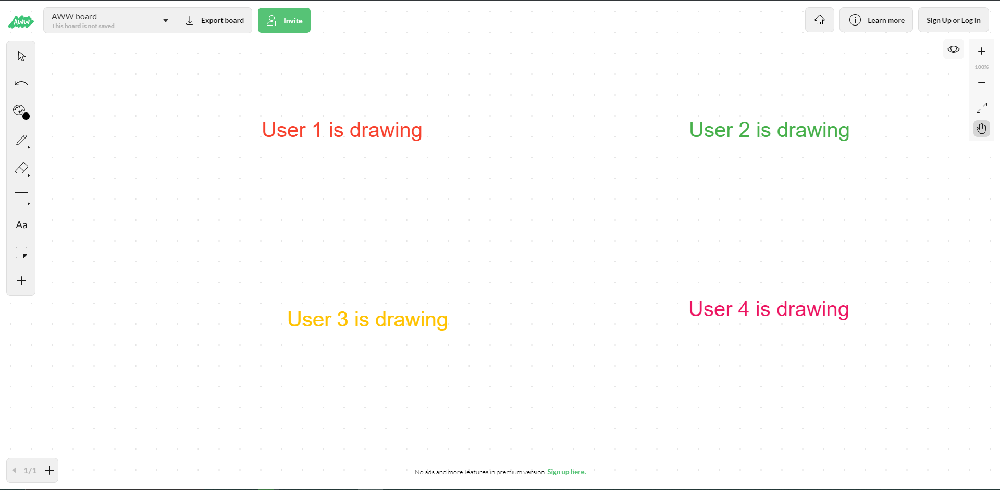 AWW
AWW board
This board is not saved
Export board
Invite
Learn more
Sign Up or Log In
100%
User 1 is drawing
User 2 is drawing
Aa
User 3 is drawing
User 4 is drawing
1/1
No ads and more features in premium version. Sign up here.